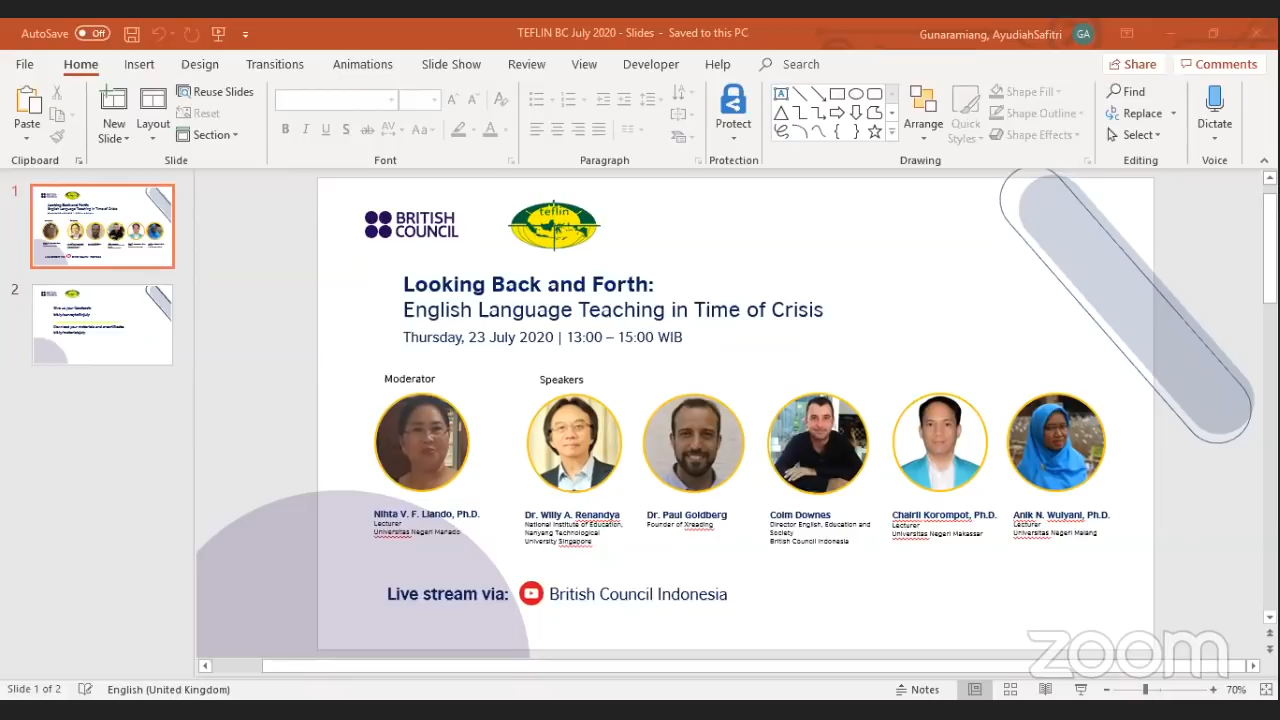 AutoSave Off
TEFLIN BC July 2020 - Slides - Saved to this PC
Gunaramiang, AyudiahSafitri GA
File Home Insert Design Transitions Animations Slide Show Review View Developer Help Search
Share Comments
Paste
New
Slide
Layout
Reuse Slides
Reset
Section
B I U S ab AV Aa A
Protect
Arrange
Quick
Styles
Shape Fill
Shape Outline
Shape Effects
Find
Replace
Select
Dictate
Clipboard Slide Font Paragraph Protection Drawing Editing Voice
1
2
BRITISH
COUNCIL
teflin
Looking Back and Forth:
English Language Teaching in Time of Crisis
Thursday, 23 July 2020 | 13:00 – 15:00 WIB
Moderator
Speakers
Nihta V. F. Liando, Ph.D.
Lecturer
Universitas Negeri Manado
Dr. Willy A. Renandya
National Institute of Education,
Nanyang Technological
University Singapore
Dr. Paul Goldberg
Founder of Xreading
Colm Downes
Director English, Education and
Society
British Council Indonesia
Chairil Korompot, Ph.D.
Lecturer
Universitas Negeri Makassar
Anik N. Wulyani, Ph.D.
Lecturer
Universitas Negeri Malang
Live stream via: British Council Indonesia
zoom
Slide 1 of 2
English (United Kingdom)
Notes
70%